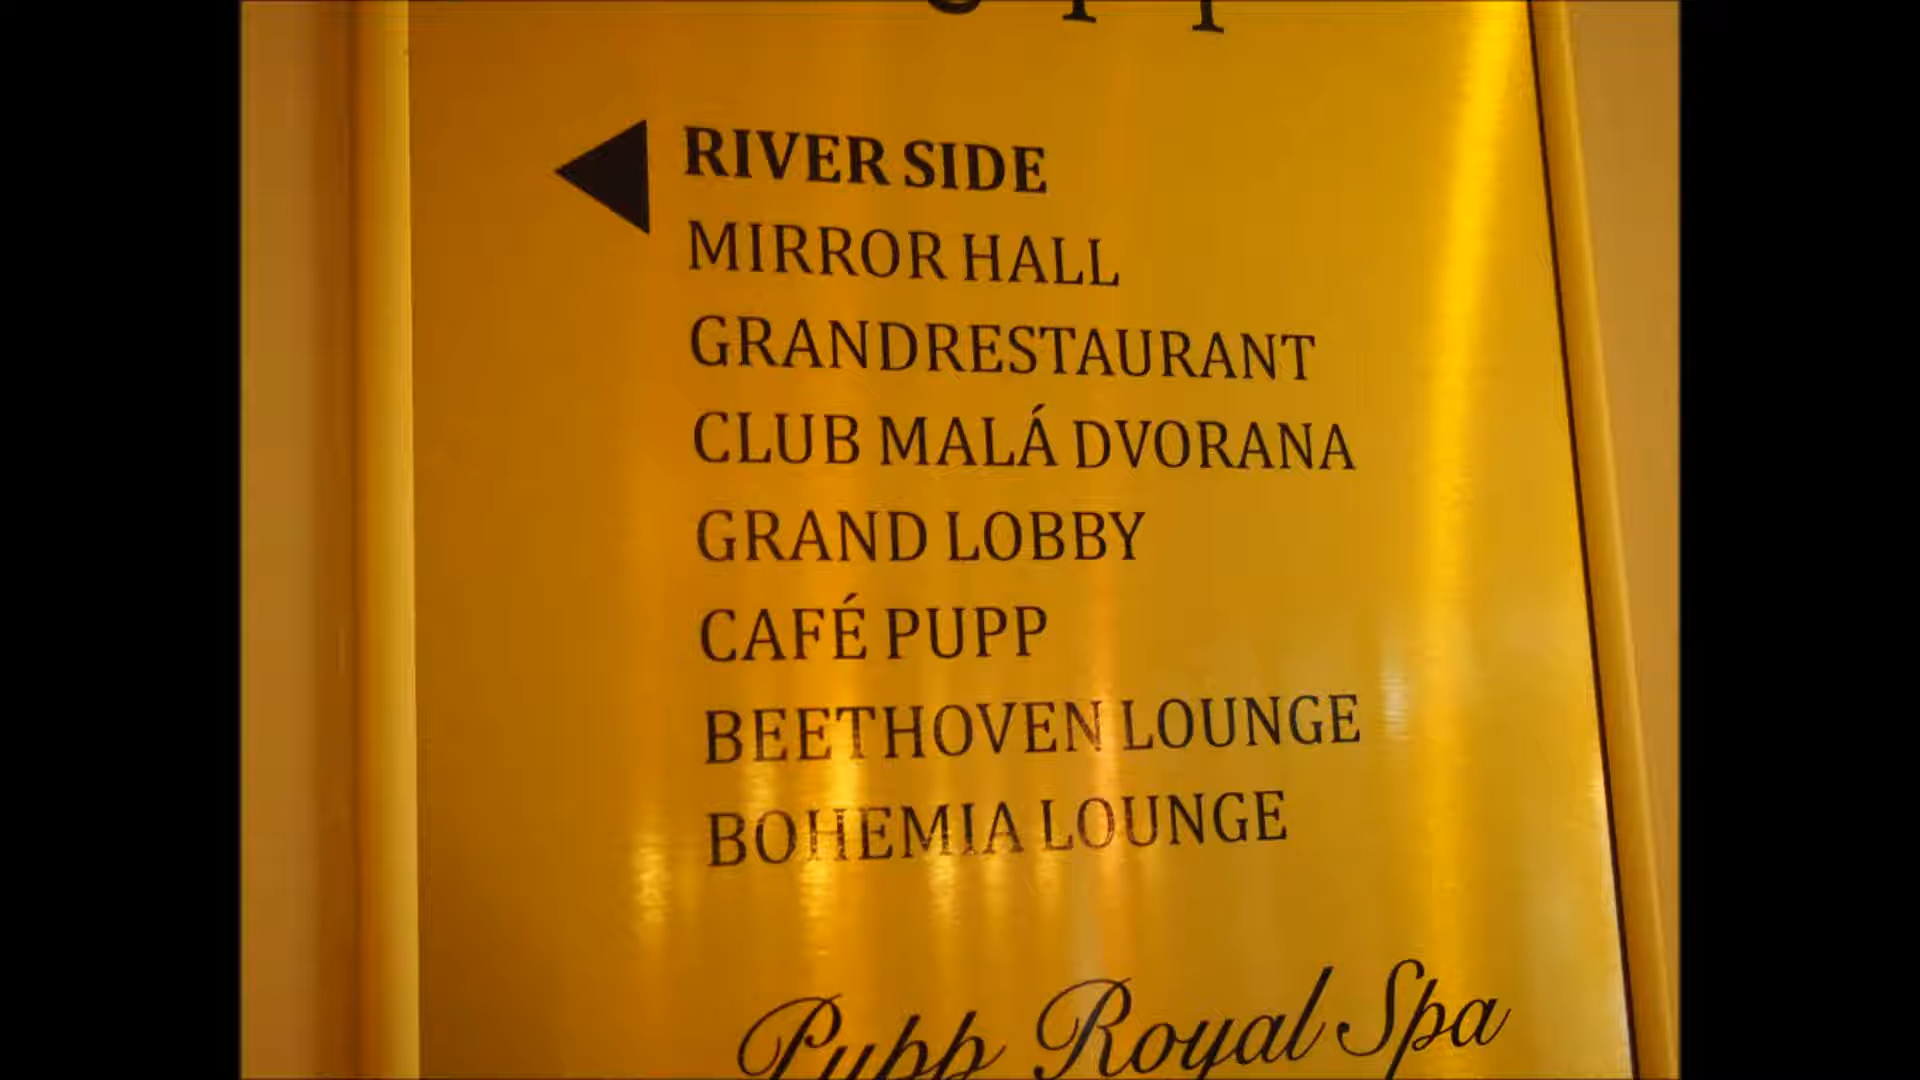 RIVER SIDE
MIRROR HALL
GRANDRESTAURANT
CLUB MALÁ DVORANA
GRAND LOBBY
CAFÉ PUPP
BEETHOVEN LOUNGE
BOHEMIA LOUNGE
Pupp Royal Spa